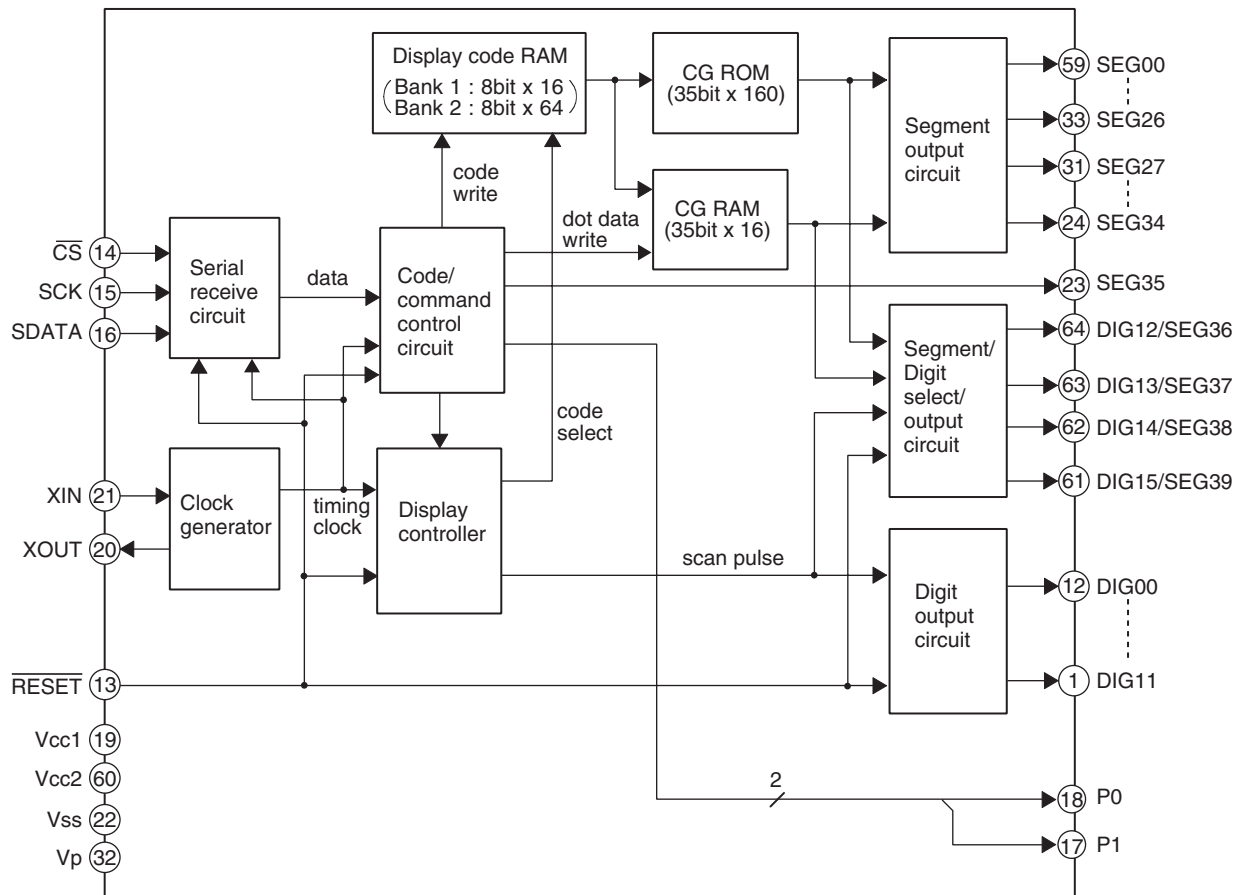 Display code RAM
(Bank 1 : 8bit x 16
Bank 2 : 8bit x 64)
CG ROM
(35bit x 160)
CG RAM
(35bit x 16)
Segment
output
circuit
59 SEG00
33 SEG26
31 SEG27
24 SEG34
23 SEG35
code
write
dot data
write
CS 14
SCK 15
SDATA 16
Serial
receive
circuit
data
Code/
command
control
circuit
Segment/
Digit
select/
output
circuit
64 DIG12/SEG36
63 DIG13/SEG37
62 DIG14/SEG38
61 DIG15/SEG39
code
select
XIN 21
XOUT 20
Clock
generator
timing
clock
Display
controller
scan pulse
Digit
output
circuit
12 DIG00
1 DIG11
RESET 13
Vcc1 19
Vcc2 60
Vss 22
Vp 32
2
18 P0
17 P1